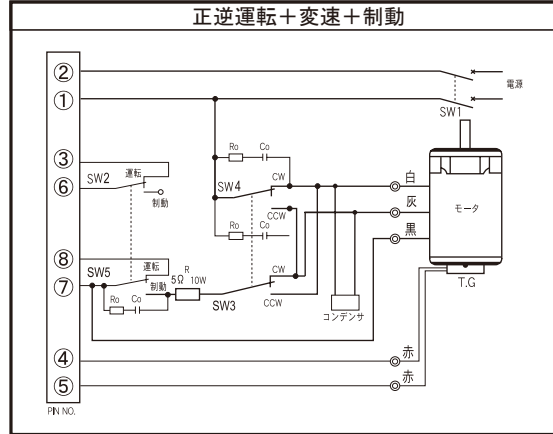 正逆運転＋変速＋制動
②
電源
①
SW1
Ro
Co
③
運転
CW
白
SW2
SW4
⑥
制動
CCW
灰
モータ
Ro
Co
黒
⑧
運転
CW
SW5
5Ω
R
10W
T.G
⑦
制動
SW3
CCW
Ro
Co
コンデンサ
④
赤
⑤
赤
PIN NO.